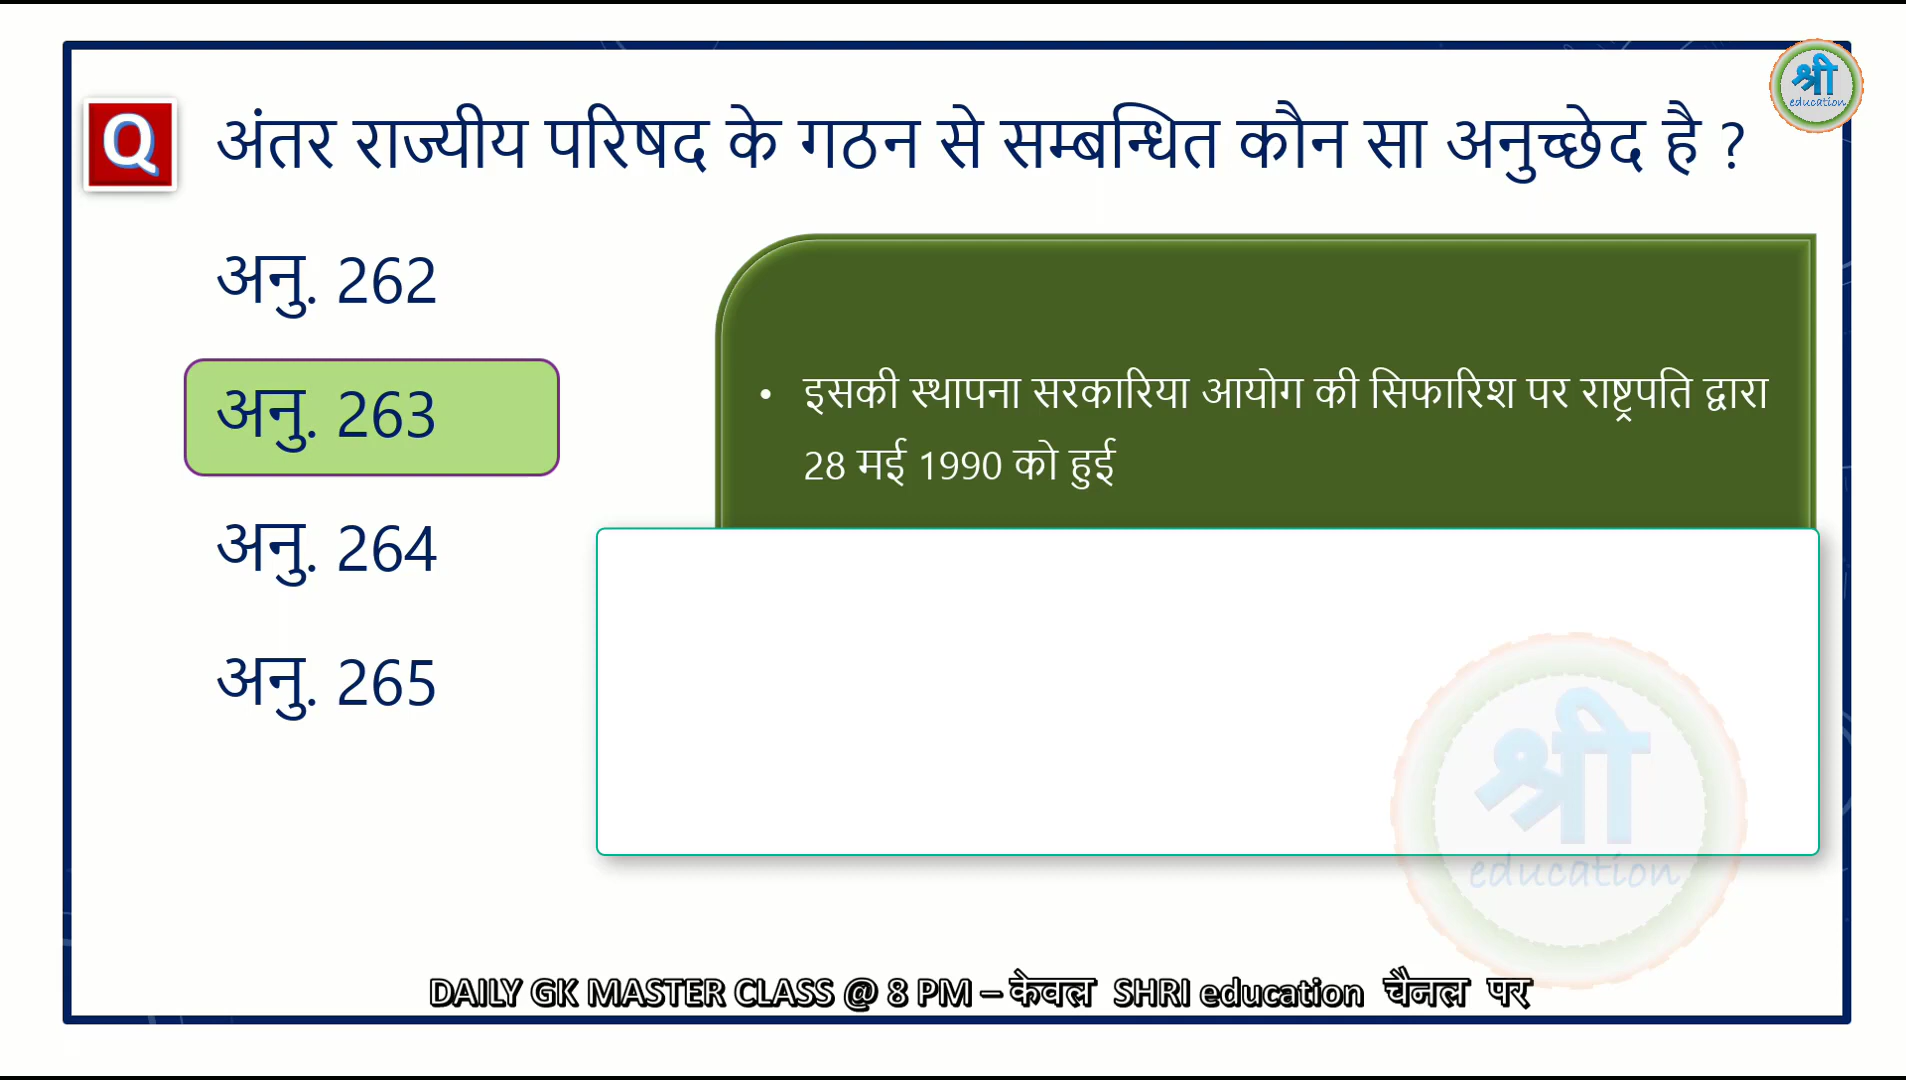 श्री
education
Q
अंतर राज्यीय परिषद के गठन से सम्बन्धित कौन सा अनुच्छेद है ?
अनु. 262
अनु. 263
अनु. 264
अनु. 265
• इसकी स्थापना सरकारिया आयोग की सिफारिश पर राष्ट्रपति द्वारा
28 मई 1990 को हुई
श्री
education
DAILY GK MASTER CLASS @ 8 PM – केवल SHRI education चैनल पर